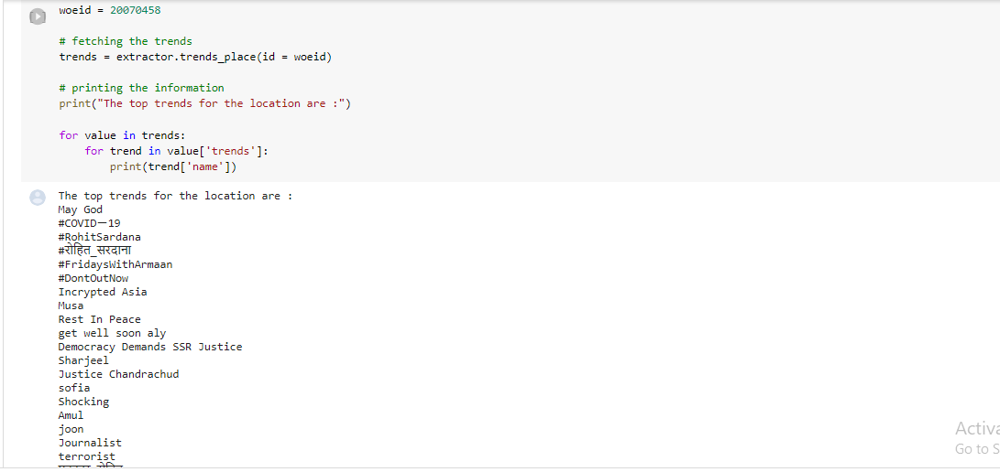 woeid = 20070458
# fetching the trends
trends = extractor.trends_place(id = woeid)
# printing the information
print("The top trends for the location are :")
for value in trends:
    for trend in value['trends']:
        print(trend['name'])
The top trends for the location are :
May God
#COVID—19
#RohitSardana
#रोहित_सरदाना
#FridaysWithArmaan
#DontOutNow
Incrypted Asia
Musa
Rest In Peace
get well soon aly
Democracy Demands SSR Justice
Sharjeel
Justice Chandrachud
sofia
Shocking
Amul
joon
Journalist
terrorist
Go to